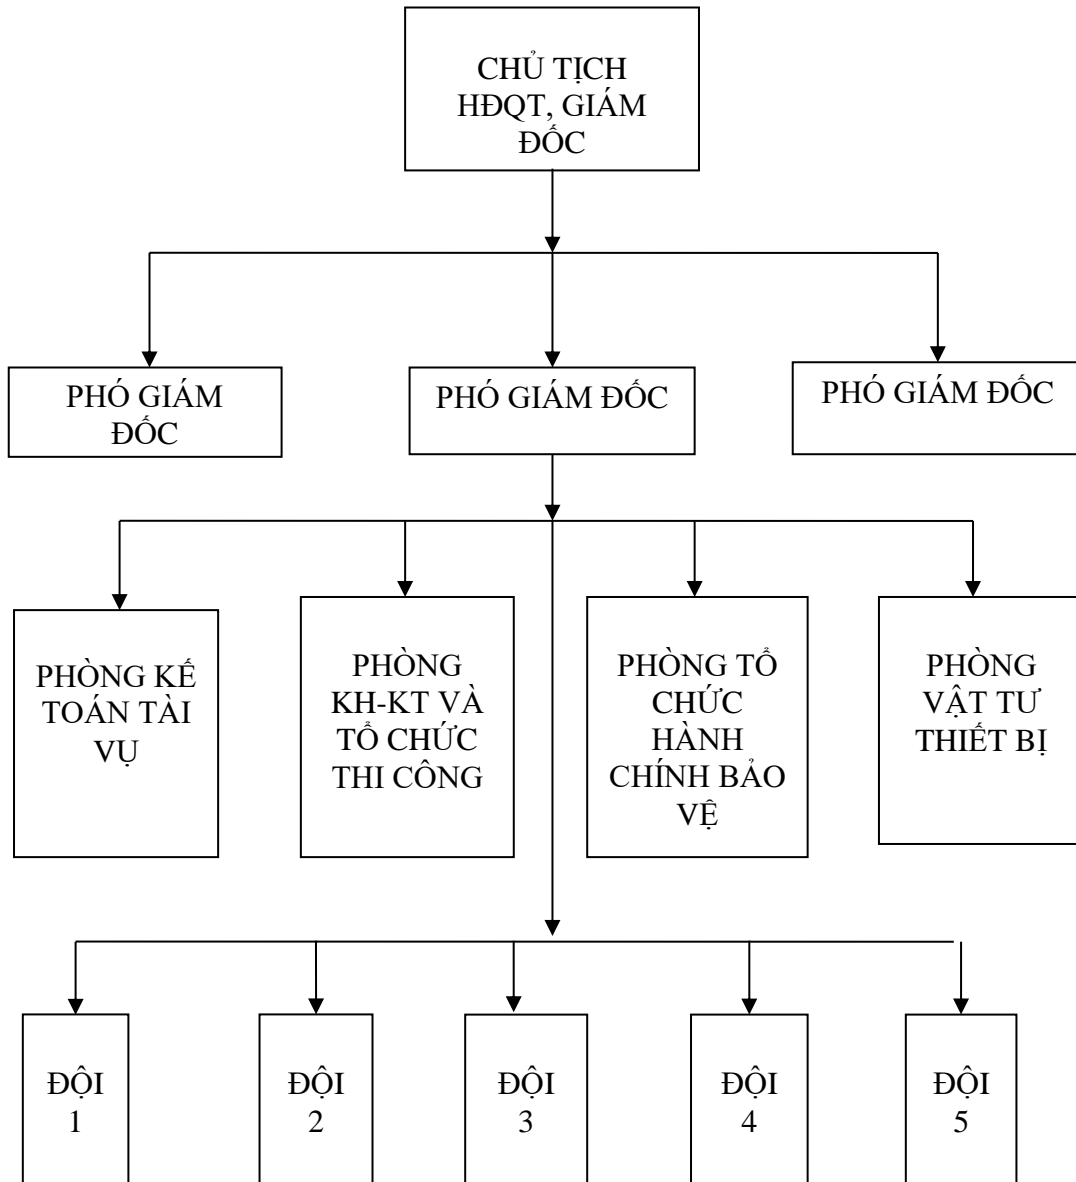 CHỦ TỊCH
HĐQT, GIÁM
ĐỐC
PHÓ GIÁM
ĐỐC
PHÓ GIÁM ĐỐC
PHÓ GIÁM ĐỐC
PHÒNG KẾ
TOÁN TÀI
VỤ
PHÒNG
KH-KT VÀ
TỔ CHỨC
THI CÔNG
PHÒNG TỔ
CHỨC
HÀNH
CHÍNH BẢO
VỆ
PHÒNG
VẬT TƯ
THIẾT BỊ
ĐỘI
1
ĐỘI
2
ĐỘI
3
ĐỘI
4
ĐỘI
5